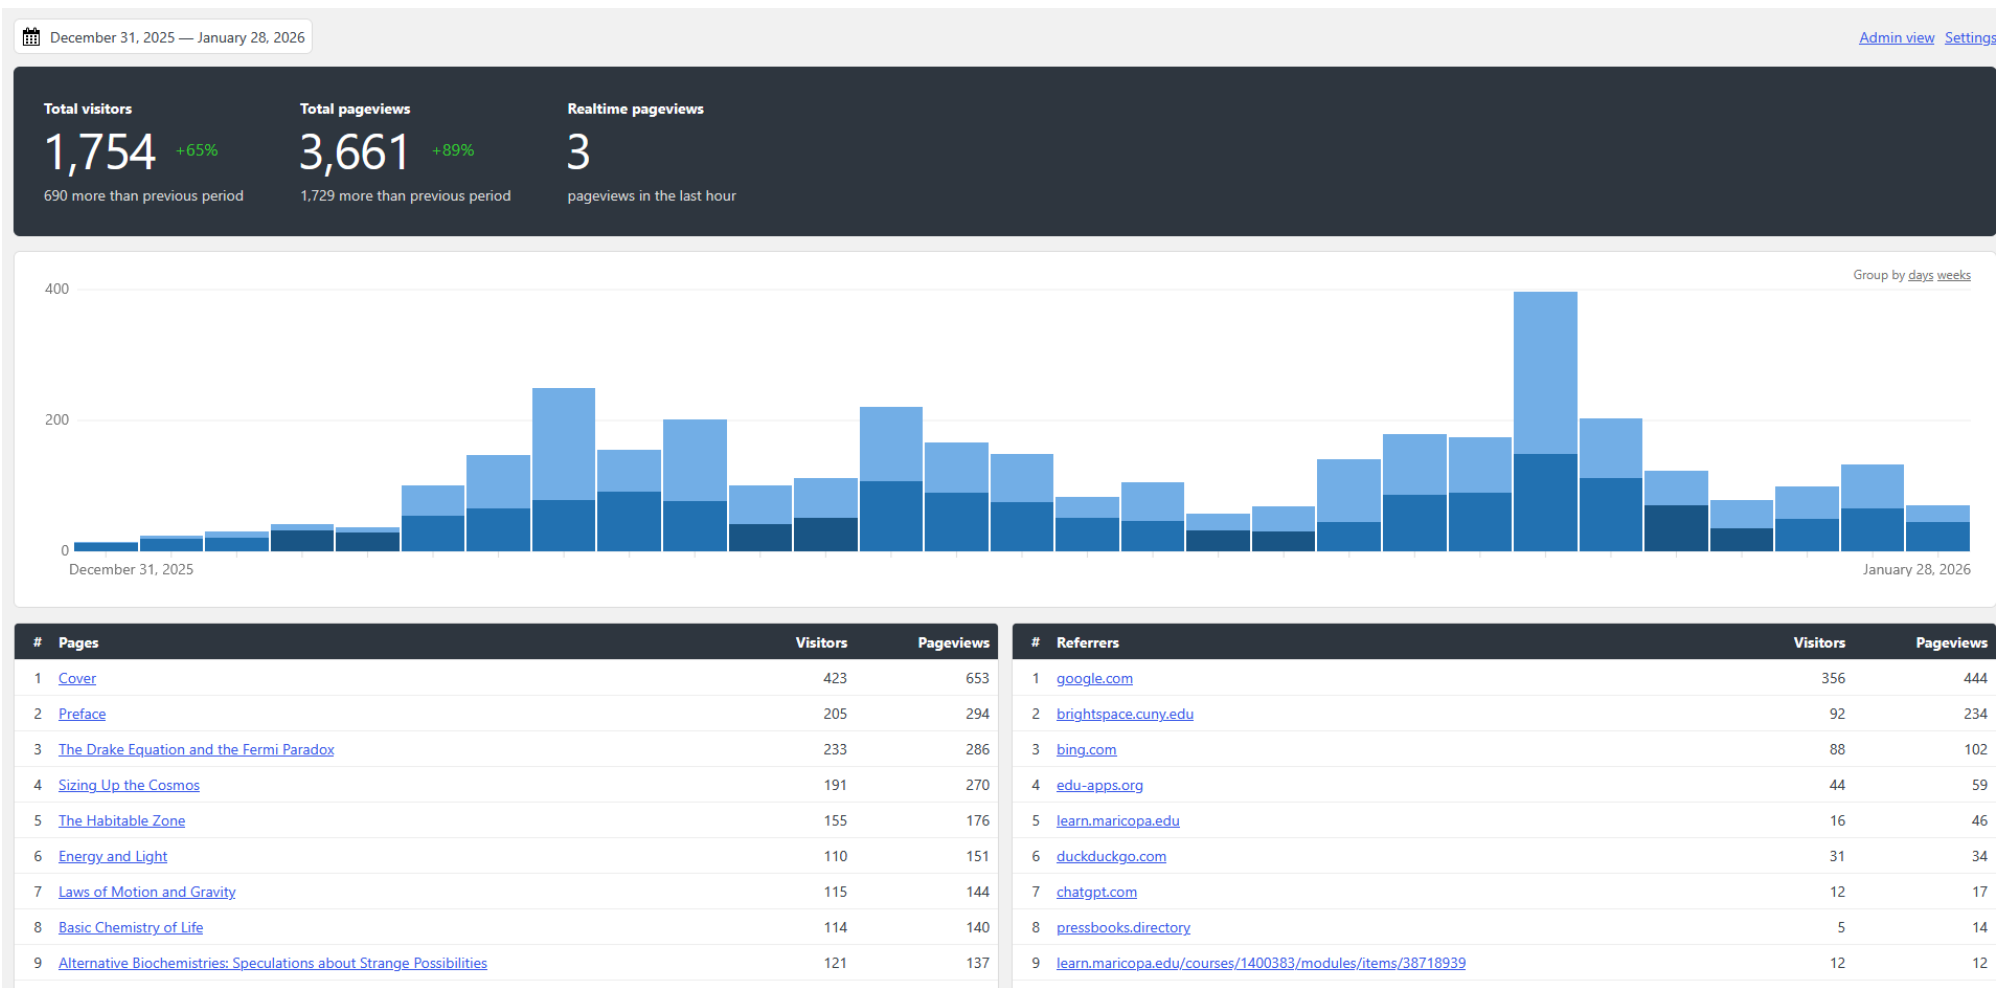 December 31, 2025 — January 28, 2026
Admin view Settings
Total visitors Total pageviews Realtime pageviews
1,754 +65% 3,661 +89% 3
690 more than previous period 1,729 more than previous period pageviews in the last hour
Group by days weeks
400
200
0
December 31, 2025 January 28, 2026
# Pages Visitors Pageviews
1 Cover 423 653
2 Preface 205 294
3 The Drake Equation and the Fermi Paradox 233 286
4 Sizing Up the Cosmos 191 270
5 The Habitable Zone 155 176
6 Energy and Light 110 151
7 Laws of Motion and Gravity 115 144
8 Basic Chemistry of Life 114 140
9 Alternative Biochemistries: Speculations about Strange Possibilities 121 137
# Referrers Visitors Pageviews
1 google.com 356 444
2 brightspace.cuny.edu 92 234
3 bing.com 88 102
4 edu-apps.org 44 59
5 learn.maricopa.edu 16 46
6 duckduckgo.com 31 34
7 chatgpt.com 12 17
8 pressbooks.directory 5 14
9 learn.maricopa.edu/courses/1400383/modules/items/38718939 12 12